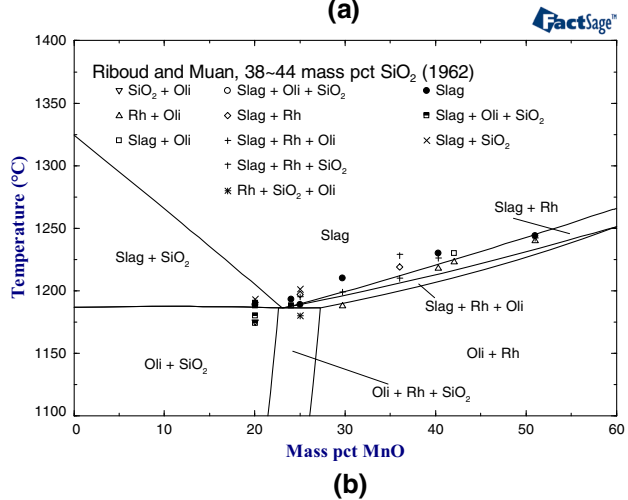 (a)
FactSage™
1400
1350
1300
1250
1200
1150
1100
Temperature (°C)
Riboud and Muan, 38~44 mass pct SiO₂ (1962)
SiO₂ + Oli
Slag + Oli + SiO₂
Slag
Rh + Oli
Slag + Rh
Slag + Oli + SiO₂
Slag + Oli
Slag + Rh + Oli
Slag + SiO₂
Slag + Rh + SiO₂
Rh + SiO₂ + Oli
Slag + Rh
Slag
Slag + SiO₂
Slag + Rh + Oli
Oli + SiO₂
Oli + Rh
Oli + Rh + SiO₂
0 10 20 30 40 50 60
Mass pct MnO
(b)